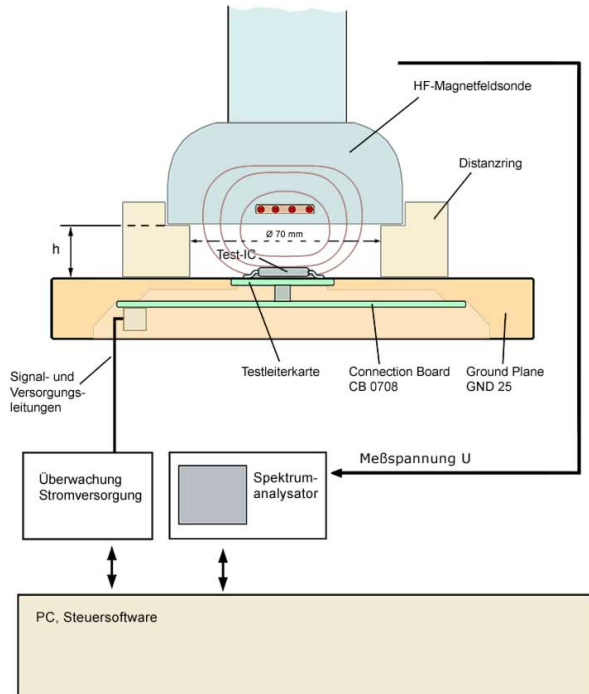 HF-Magnetfeldsonde
Distanzring
h
Ø 70 mm
Test-IC
Signal- und
Versorgungs-
leitungen
Testleiterkarte
Connection Board
CB 0708
Ground Plane
GND 25
Meßspannung U
Überwachung
Stromversorgung
Spektrum-
analysator
PC, Steuersoftware